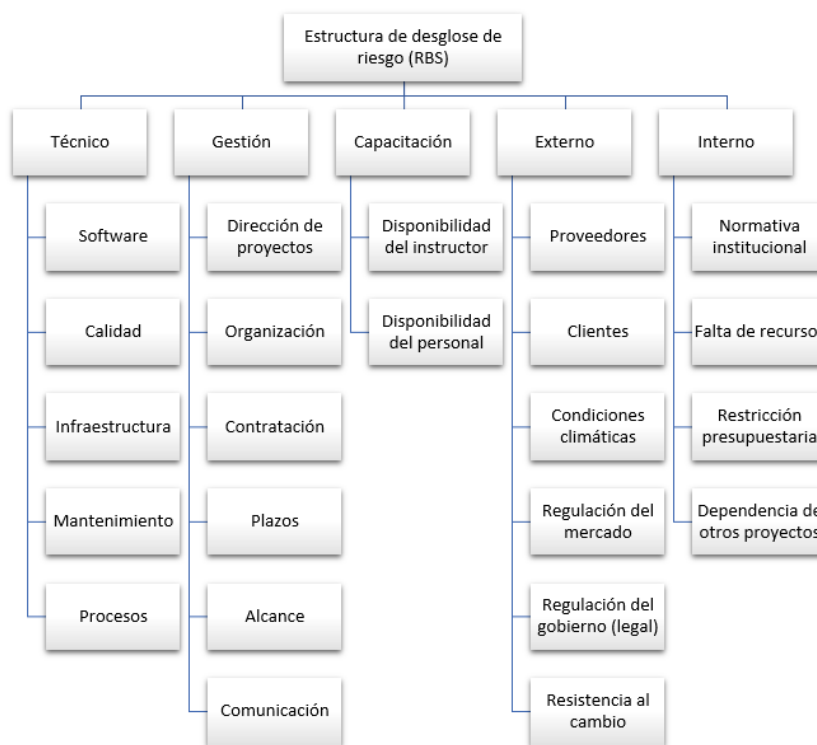 Estructura de desglose de
riesgo (RBS)
Técnico
Gestión
Capacitación
Externo
Interno
Software
Calidad
Infraestructura
Mantenimiento
Procesos
Dirección de
proyectos
Organización
Contratación
Plazos
Alcance
Comunicación
Disponibilidad
del instructor
Disponibilidad
del personal
Proveedores
Clientes
Condiciones
climáticas
Regulación del
mercado
Regulación del
gobierno (legal)
Resistencia al
cambio
Normativa
institucional
Falta de recurso
Restricción
presupuestaria
Dependencia de
otros proyectos